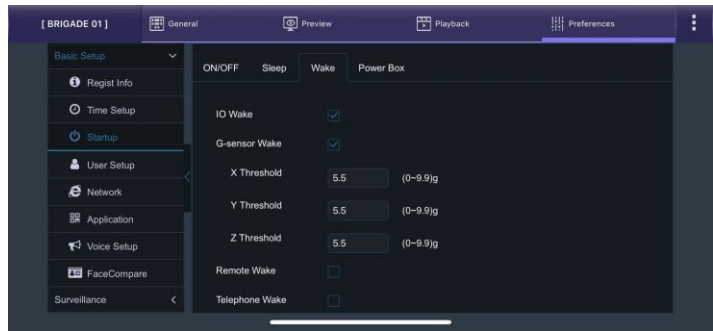 [ BRIGADE 01 ] General Preview Playback Preferences
Basic Setup
Regist Info
Time Setup
Startup
User Setup
Network
Application
Voice Setup
FaceCompare
Surveillance
ON/OFF Sleep Wake Power Box
IO Wake
G-sensor Wake
X Threshold 5.5 (0~9.9)g
Y Threshold 5.5 (0~9.9)g
Z Threshold 5.5 (0~9.9)g
Remote Wake
Telephone Wake